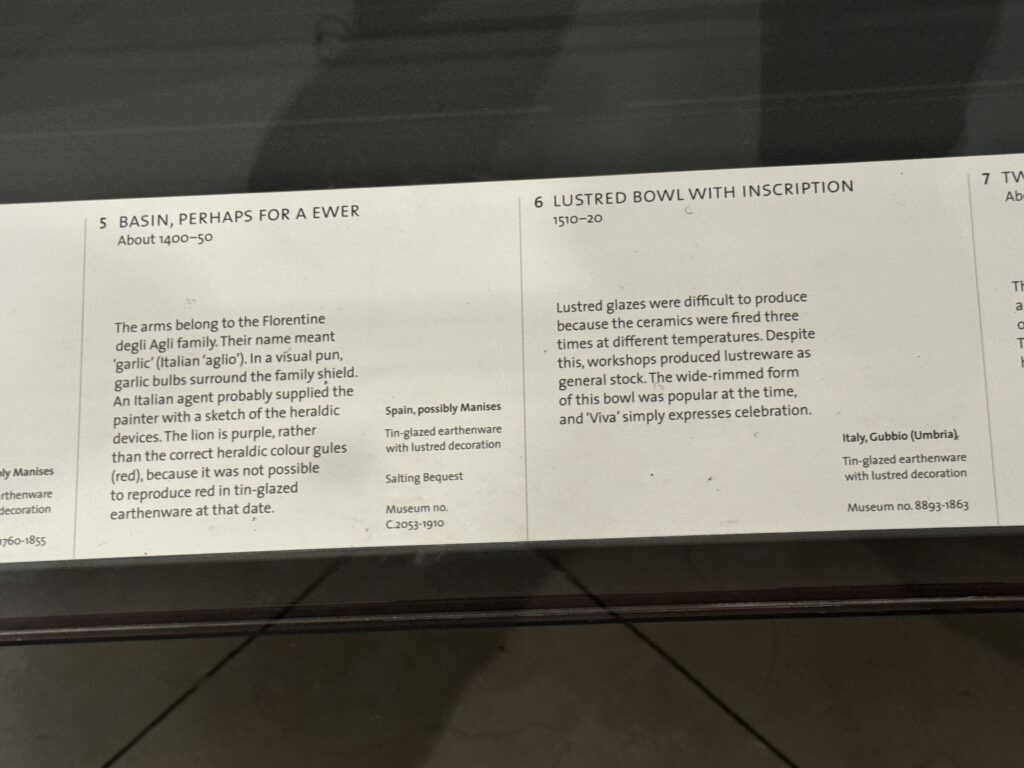 ly Manises
rthenware
decoration
1760-1855
5 BASIN, PERHAPS FOR A EWER
About 1400–50
The arms belong to the Florentine
degli Agli family. Their name meant
‘garlic’ (Italian ‘aglio’). In a visual pun,
garlic bulbs surround the family shield.
An Italian agent probably supplied the
painter with a sketch of the heraldic
devices. The lion is purple, rather
than the correct heraldic colour gules
(red), because it was not possible
to reproduce red in tin-glazed
earthenware at that date.
Spain, possibly Manises
Tin-glazed earthenware
with lustred decoration
Salting Bequest
Museum no.
C.2053-1910
6 LUSTRED BOWL WITH INSCRIPTION
1510–20
Lustred glazes were difficult to produce
because the ceramics were fired three
times at different temperatures. Despite
this, workshops produced lustreware as
general stock. The wide-rimmed form
of this bowl was popular at the time,
and ‘Viva’ simply expresses celebration.
Italy, Gubbio (Umbria)
Tin-glazed earthenware
with lustred decoration
Museum no. 8893-1863
7 TW
Ab
Th
a